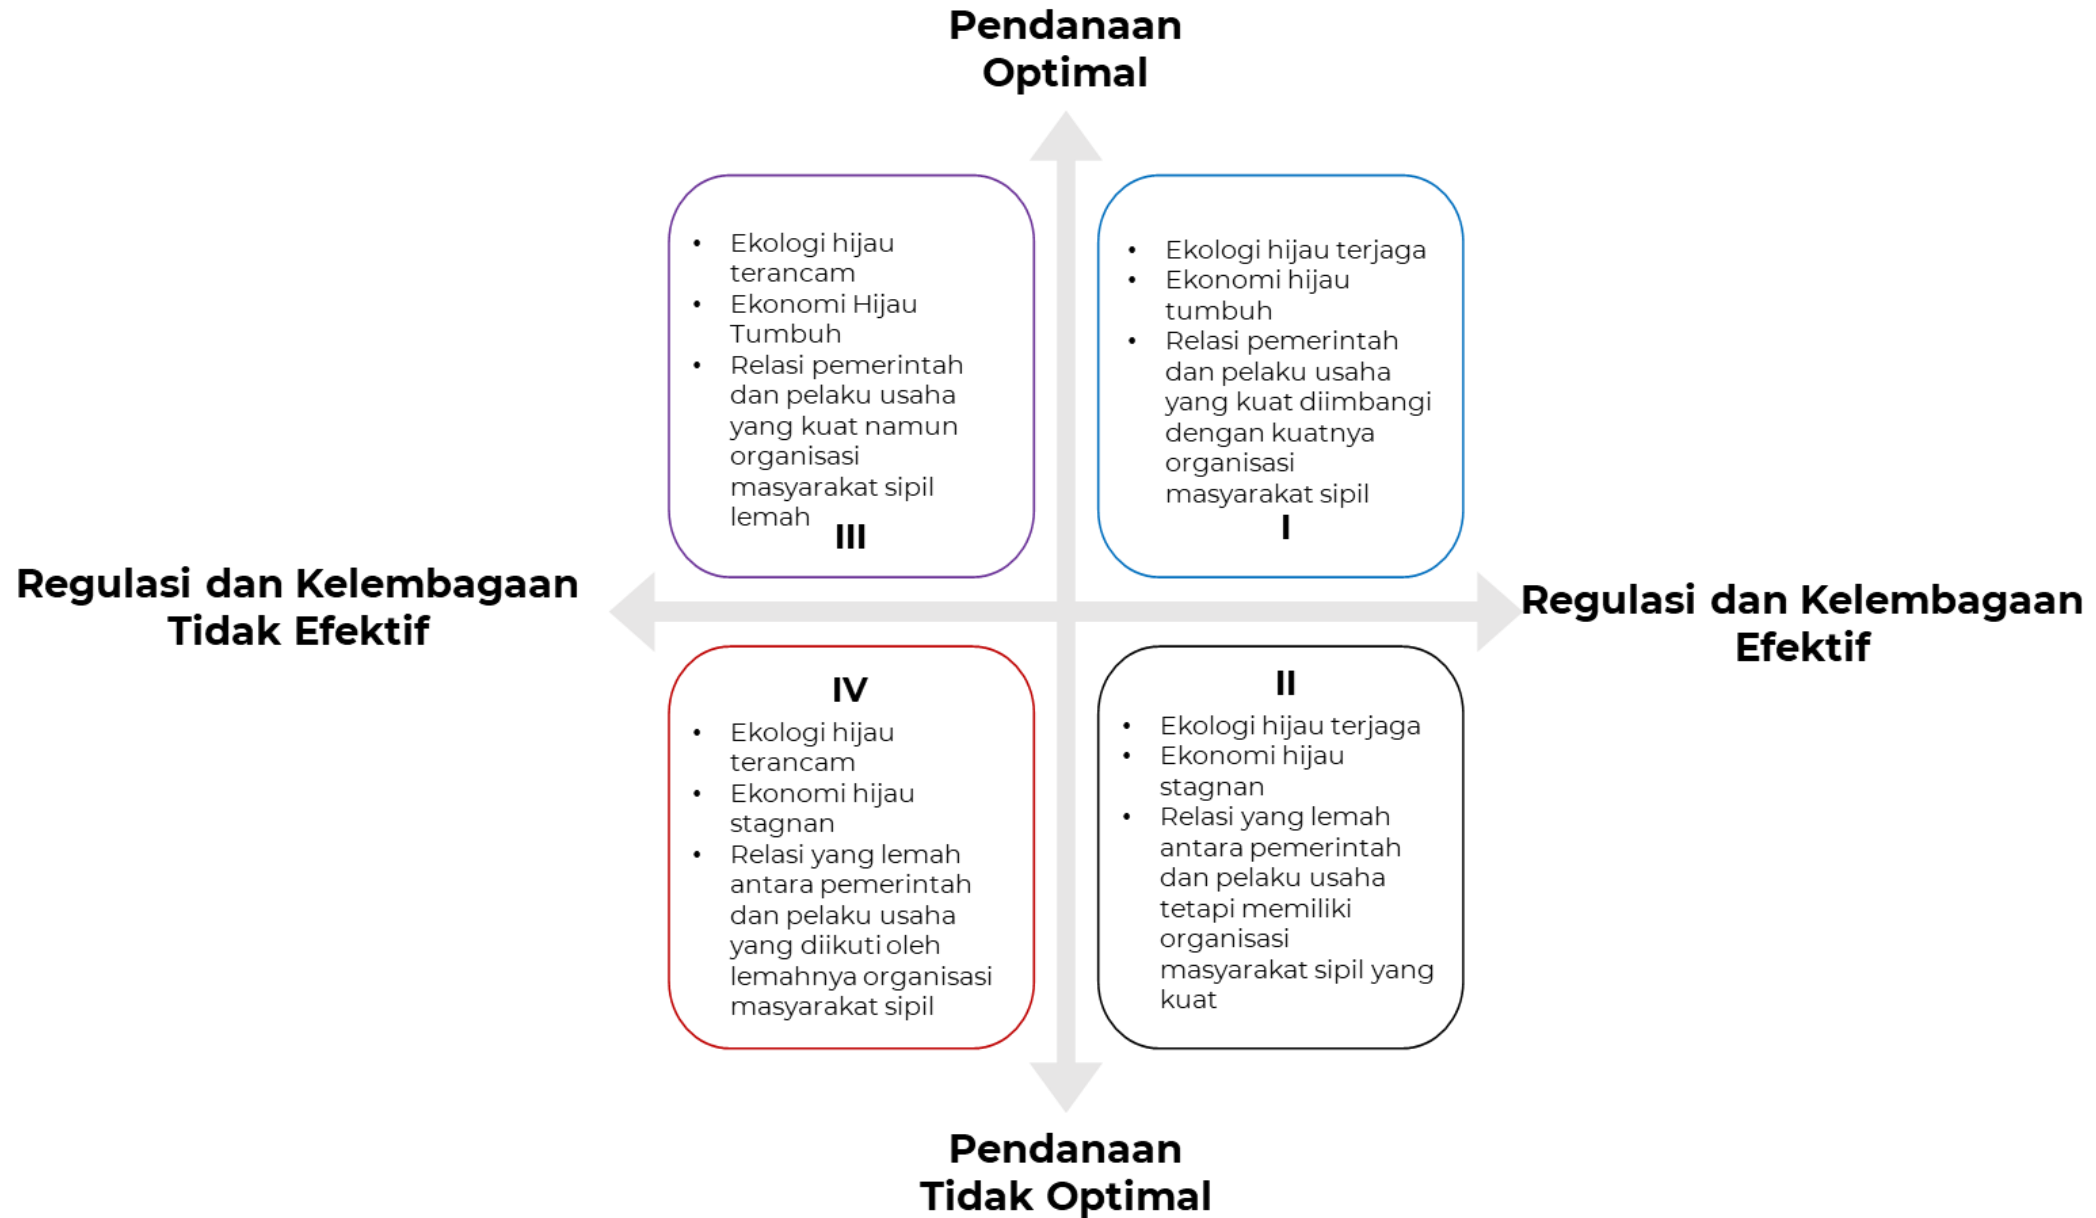 Pendanaan
Optimal
• Ekologi hijau
terancam
• Ekonomi Hijau
Tumbuh
• Relasi pemerintah
dan pelaku usaha
yang kuat namun
organisasi
masyarakat sipil
lemah
III
• Ekologi hijau terjaga
• Ekonomi hijau
tumbuh
• Relasi pemerintah
dan pelaku usaha
yang kuat diimbangi
dengan kuatnya
organisasi
masyarakat sipil
I
Regulasi dan Kelembagaan
Tidak Efektif
Regulasi dan Kelembagaan
Efektif
IV
• Ekologi hijau
terancam
• Ekonomi hijau
stagnan
• Relasi yang lemah
antara pemerintah
dan pelaku usaha
yang diikuti oleh
lemahnya organisasi
masyarakat sipil
II
• Ekologi hijau terjaga
• Ekonomi hijau
stagnan
• Relasi yang lemah
antara pemerintah
dan pelaku usaha
tetapi memiliki
organisasi
masyarakat sipil yang
kuat
Pendanaan
Tidak Optimal